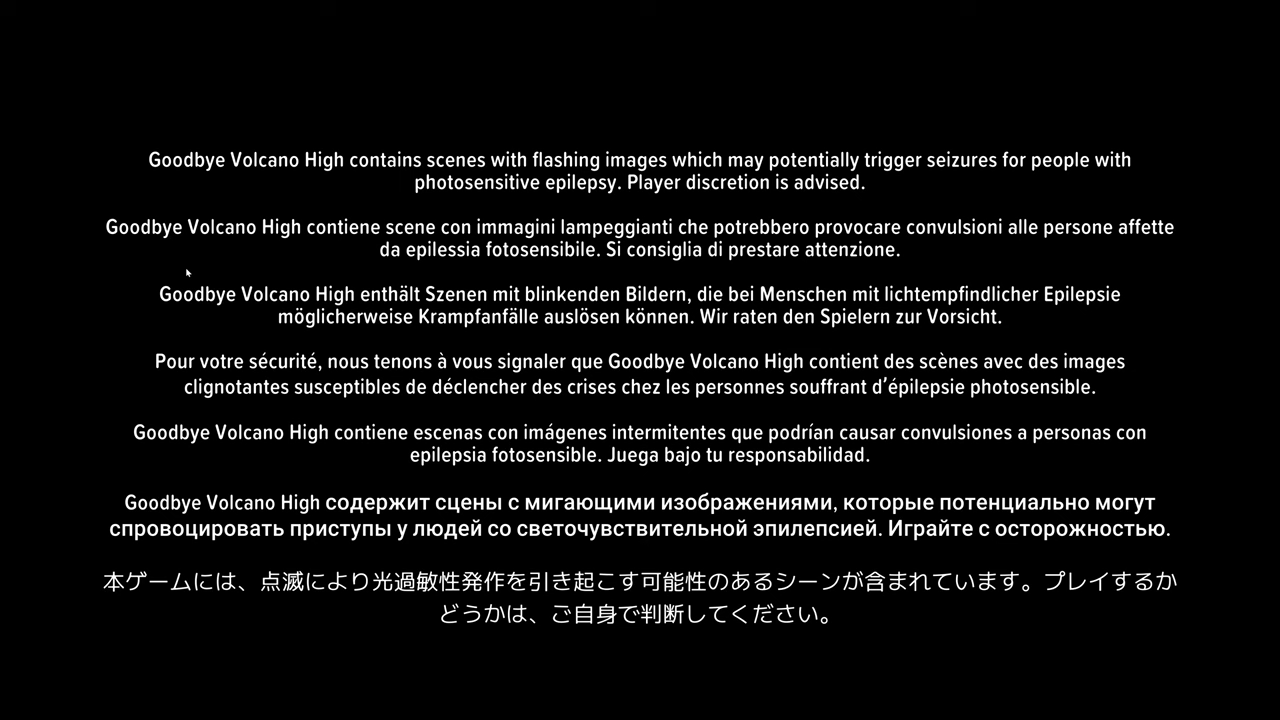 Goodbye Volcano High contains scenes with flashing images which may potentially trigger seizures for people with
photosensitive epilepsy. Player discretion is advised.
Goodbye Volcano High contiene scene con immagini lampeggianti che potrebbero provocare convulsioni alle persone affette
da epilessia fotosensibile. Si consiglia di prestare attenzione.
Goodbye Volcano High enthält Szenen mit blinkenden Bildern, die bei Menschen mit lichtempfindlicher Epilepsie
möglicherweise Krampfanfälle auslösen können. Wir raten den Spielern zur Vorsicht.
Pour votre sécurité, nous tenons à vous signaler que Goodbye Volcano High contient des scènes avec des images
clignotantes susceptibles de déclencher des crises chez les personnes souffrant d’épilepsie photosensible.
Goodbye Volcano High contiene escenas con imágenes intermitentes que podrían causar convulsiones a personas con
epilepsia fotosensible. Juega bajo tu responsabilidad.
Goodbye Volcano High содержит сцены с мигающими изображениями, которые потенциально могут
спровоцировать приступы у людей со светочувствительной эпилепсией. Играйте с осторожностью.
本ゲームには、点滅により光過敏性発作を引き起こす可能性のあるシーンが含まれています。プレイするか
どうかは、ご自身で判断してください。